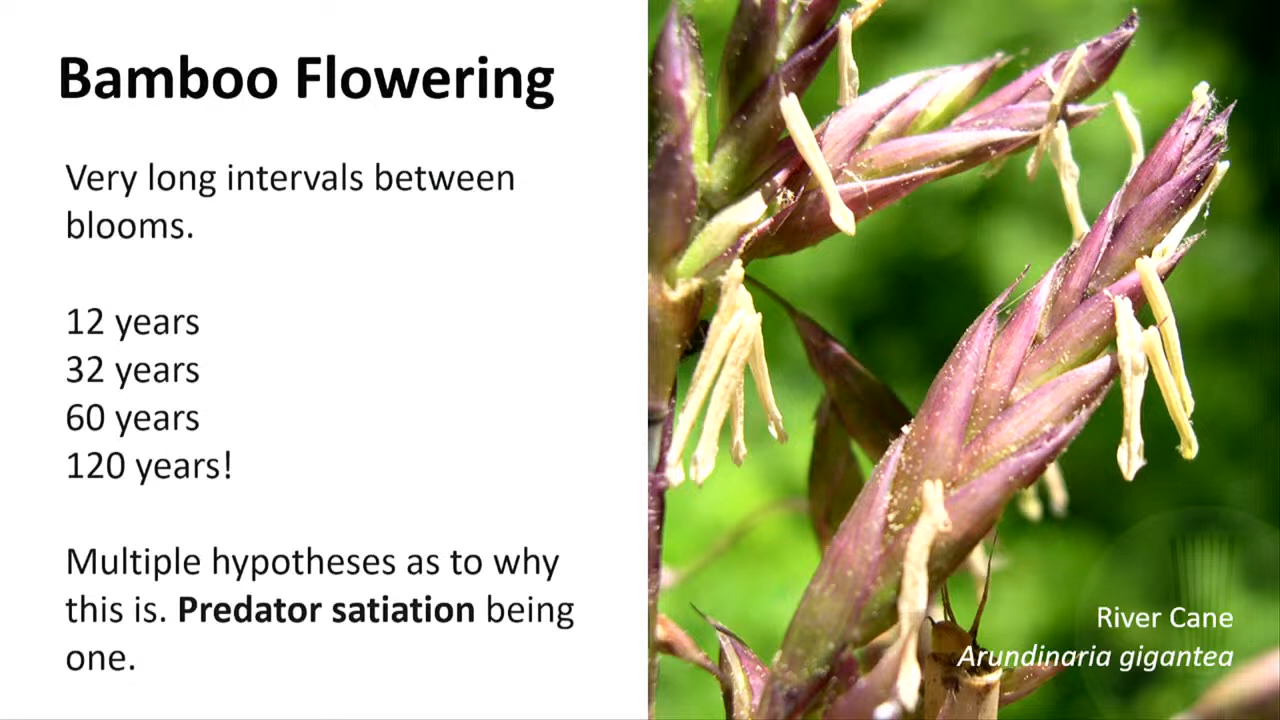 Bamboo Flowering
Very long intervals between
blooms.
12 years
32 years
60 years
120 years!
Multiple hypotheses as to why
this is. Predator satiation being
one.
River Cane
Arundinaria gigantea